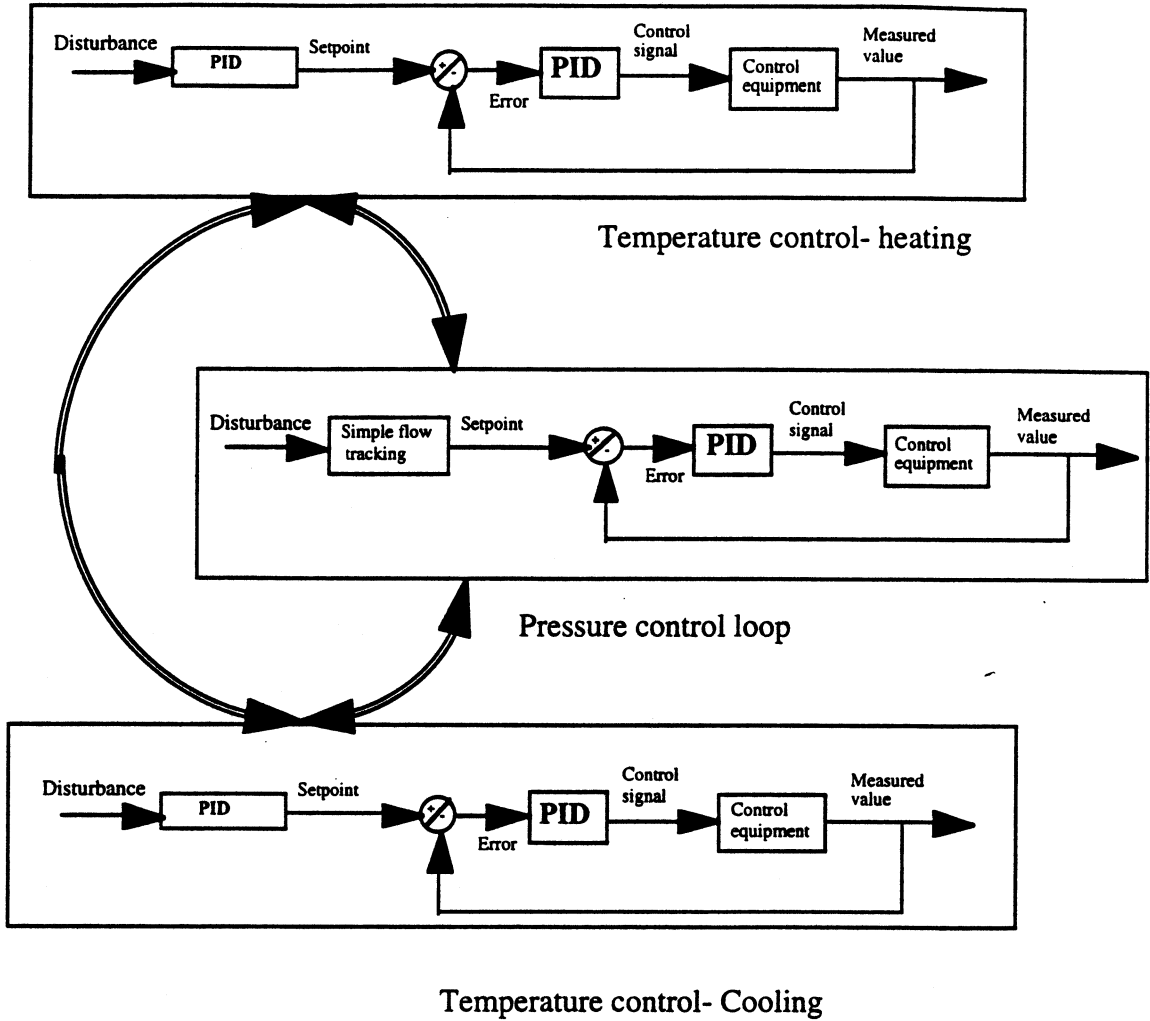 Disturbance
PID
Setpoint
+
-
Error
PID
Control
signal
Control
equipment
Measured
value
Temperature control- heating
Disturbance
Simple flow
tracking
Setpoint
+
-
Error
PID
Control
signal
Control
equipment
Measured
value
Pressure control loop
Disturbance
PID
Setpoint
+
-
Error
PID
Control
signal
Control
equipment
Measured
value
Temperature control- Cooling